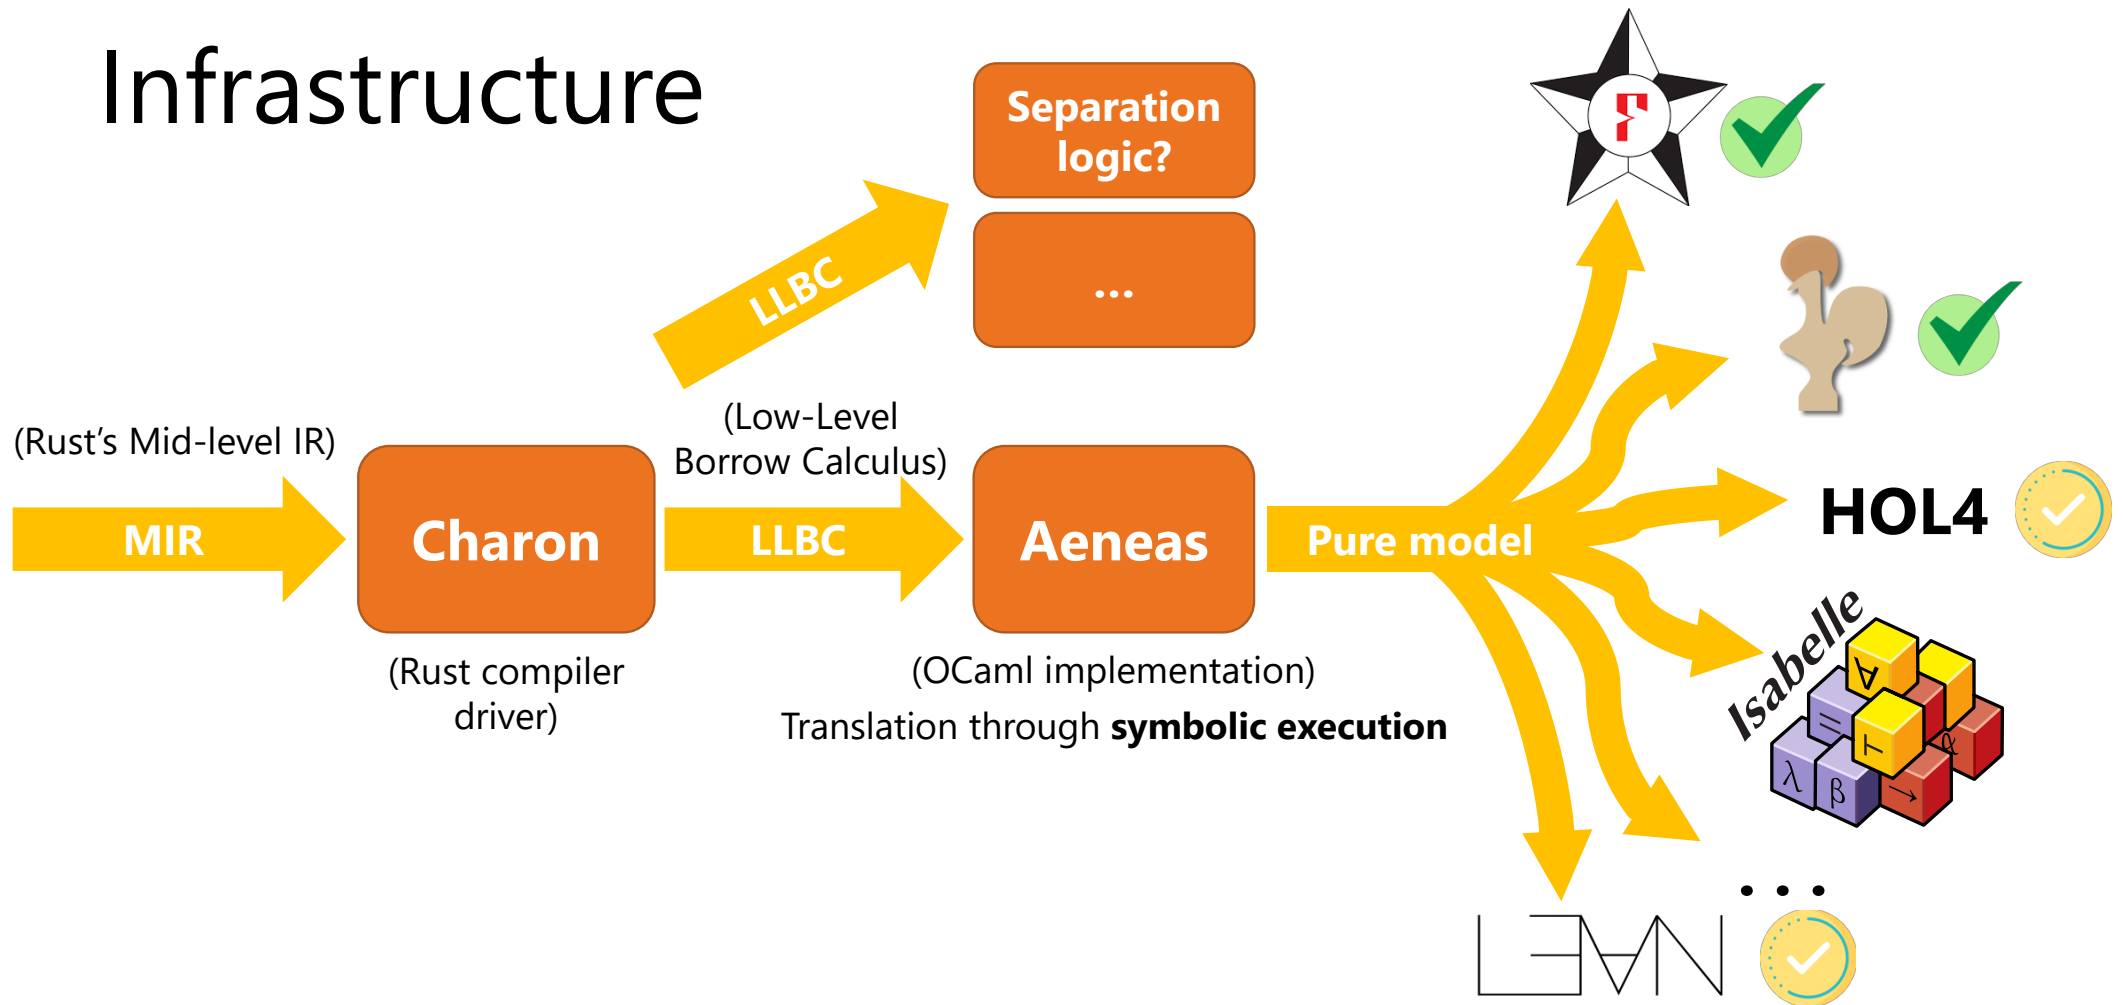 Infrastructure
Separation
logic?
...
LLBC
(Low-Level
Borrow Calculus)
(Rust's Mid-level IR)
MIR
Charon
LLBC
Aeneas
Pure model
(Rust compiler
driver)
(OCaml implementation)
Translation through symbolic execution
F
HOL4
Isabelle
∀
=
⊢
α
λ
β
→
...
LEAN